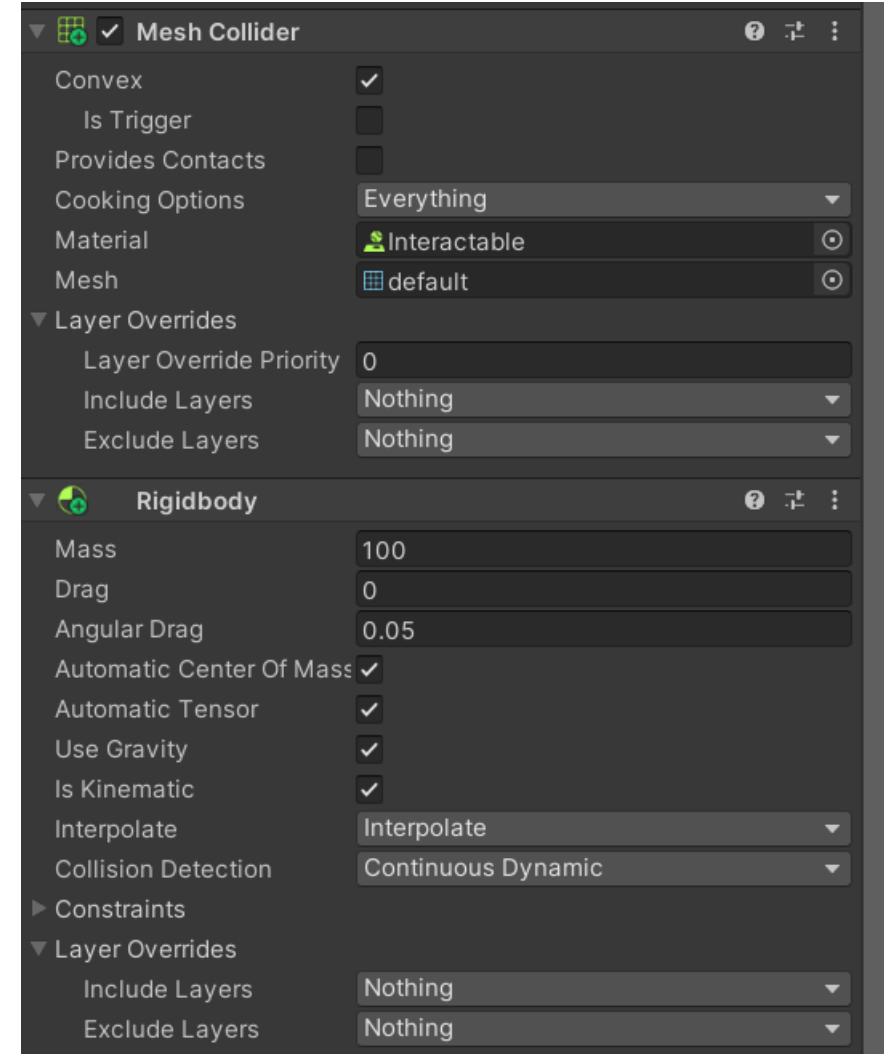 Mesh Collider
Convex
Is Trigger
Provides Contacts
Cooking Options Everything
Material Interactable
Mesh default
Layer Overrides
Layer Override Priority 0
Include Layers Nothing
Exclude Layers Nothing
Rigidbody
Mass 100
Drag 0
Angular Drag 0.05
Automatic Center Of Mass
Automatic Tensor
Use Gravity
Is Kinematic
Interpolate Interpolate
Collision Detection Continuous Dynamic
Constraints
Layer Overrides
Include Layers Nothing
Exclude Layers Nothing